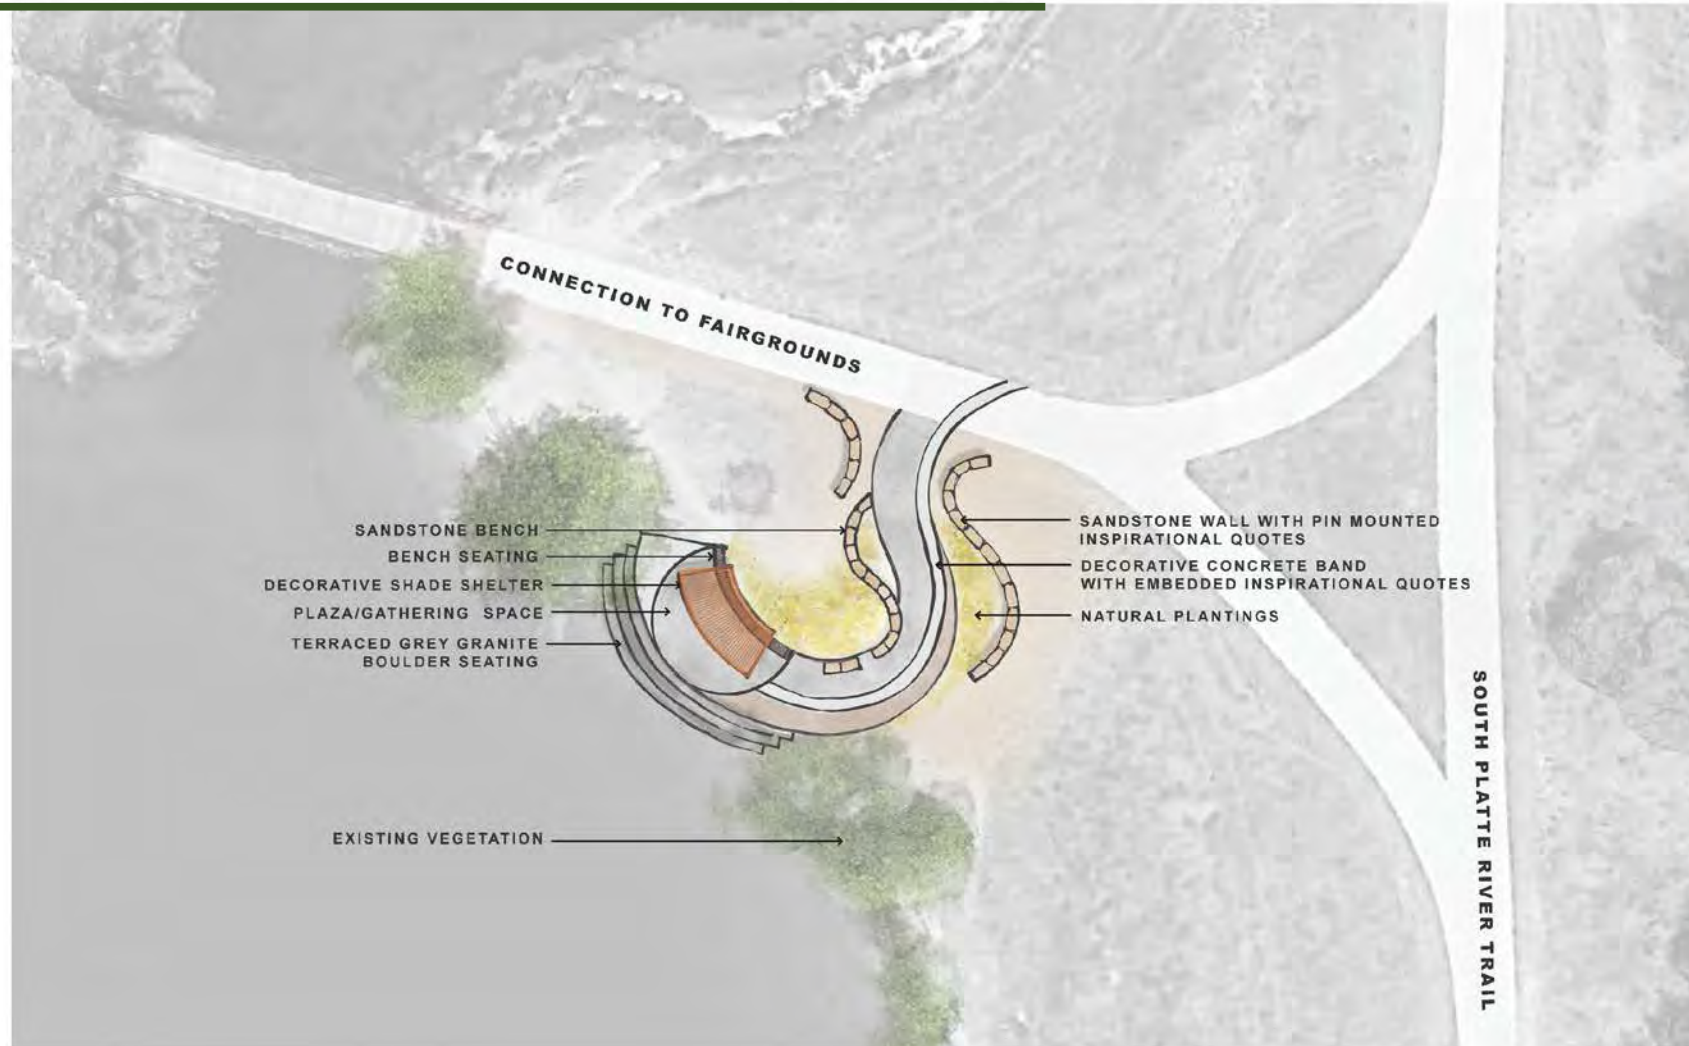 CONNECTION TO FAIRGROUNDS
SANDSTONE BENCH
BENCH SEATING
DECORATIVE SHADE SHELTER
PLAZA/GATHERING SPACE
TERRACED GREY GRANITE
BOULDER SEATING
EXISTING VEGETATION
SANDSTONE WALL WITH PIN MOUNTED
INSPIRATIONAL QUOTES
DECORATIVE CONCRETE BAND
WITH EMBEDDED INSPIRATIONAL QUOTES
NATURAL PLANTINGS
SOUTH PLATTE RIVER TRAIL